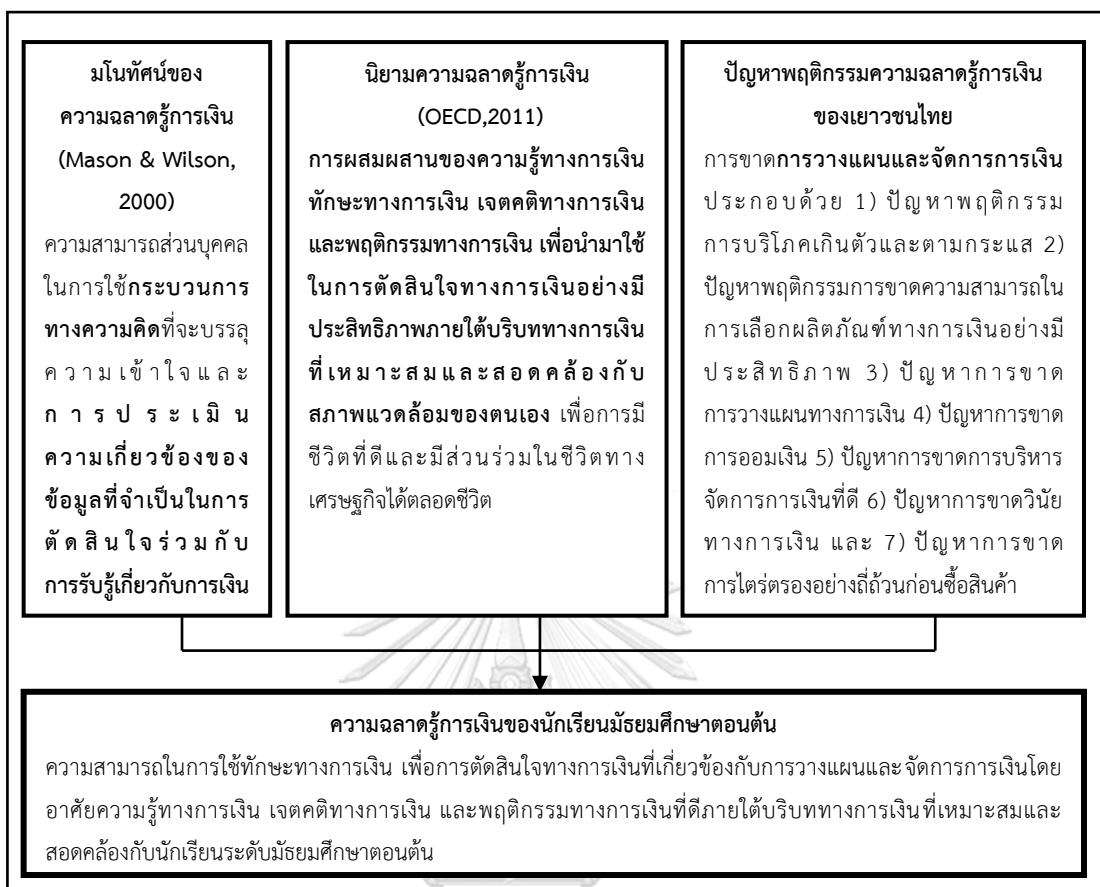 มโนทัศน์ของ
ความฉลาดรู้การเงิน
(Mason & Wilson,
2000)
ความสามารถส่วนบุคคล
ในการใช้กระบวนการ
ทางความคิดที่จะบรรลุ
ความเข้าใจและ
การประเมิน
ความเกี่ยวข้องของ
ข้อมูลที่จำเป็นในการ
ตัดสินใจร่วมกับ
การรับรู้เกี่ยวกับการเงิน
นิยามความฉลาดรู้การเงิน
(OECD,2011)
การผสมผสานของความรู้ทางการเงิน
ทักษะทางการเงิน เจตคติทางการเงิน
และพฤติกรรมทางการเงิน เพื่อนำมาใช้
ในการตัดสินใจทางการเงินอย่างมี
ประสิทธิภาพภายใต้บริบททางการเงิน
ที่เหมาะสมและสอดคล้องกับ
สภาพแวดล้อมของตนเอง เพื่อการมี
ชีวิตที่ดีและมีส่วนร่วมในชีวิตทาง
เศรษฐกิจได้ตลอดชีวิต
ปัญหาพฤติกรรมความฉลาดรู้การเงิน
ของเยาวชนไทย
การขาดการวางแผนและจัดการการเงิน
ประกอบด้วย 1) ปัญหาพฤติกรรม
การบริโภคเกินตัวและตามกระแส 2)
ปัญหาพฤติกรรมการขาดความสามารถใน
การเลือกผลิตภัณฑ์ทางการเงินอย่างมี
ประสิทธิภาพ 3) ปัญหาการขาด
การวางแผนทางการเงิน 4) ปัญหาการขาด
การออมเงิน 5) ปัญหาการขาดการบริหาร
จัดการการเงินที่ดี 6) ปัญหาการขาดวินัย
ทางการเงิน และ 7) ปัญหาการขาด
การไตร่ตรองอย่างถี่ถ้วนก่อนซื้อสินค้า
ความฉลาดรู้การเงินของนักเรียนมัธยมศึกษาตอนต้น
ความสามารถในการใช้ทักษะทางการเงิน เพื่อการตัดสินใจทางการเงินที่เกี่ยวข้องกับการวางแผนและจัดการการเงินโดย
อาศัยความรู้ทางการเงิน เจตคติทางการเงิน และพฤติกรรมทางการเงินที่ดีภายใต้บริบททางการเงินที่เหมาะสมและ
สอดคล้องกับนักเรียนระดับมัธยมศึกษาตอนต้น